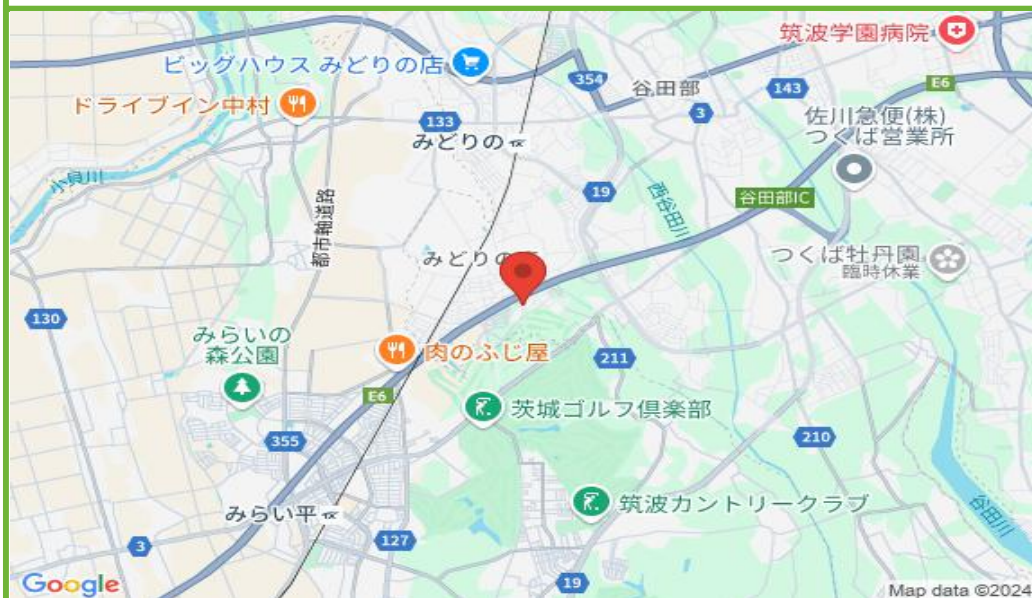 筑波学園病院
ビッグハウス みどりの店
354
谷田部
143
E6
ドライブイン中村
133
3
佐川急便(株)
つくば営業所
みどりの
小貝川
都市軸道路
19
西谷田川
谷田部IC
みどりの
つくば牡丹園
臨時休業
130
みらいの
森公園
肉のふじ屋
211
E6
茨城ゴルフ倶楽部
355
210
筑波カントリークラブ
みらい平
谷田川
3
127
19
Google
Map data ©2024